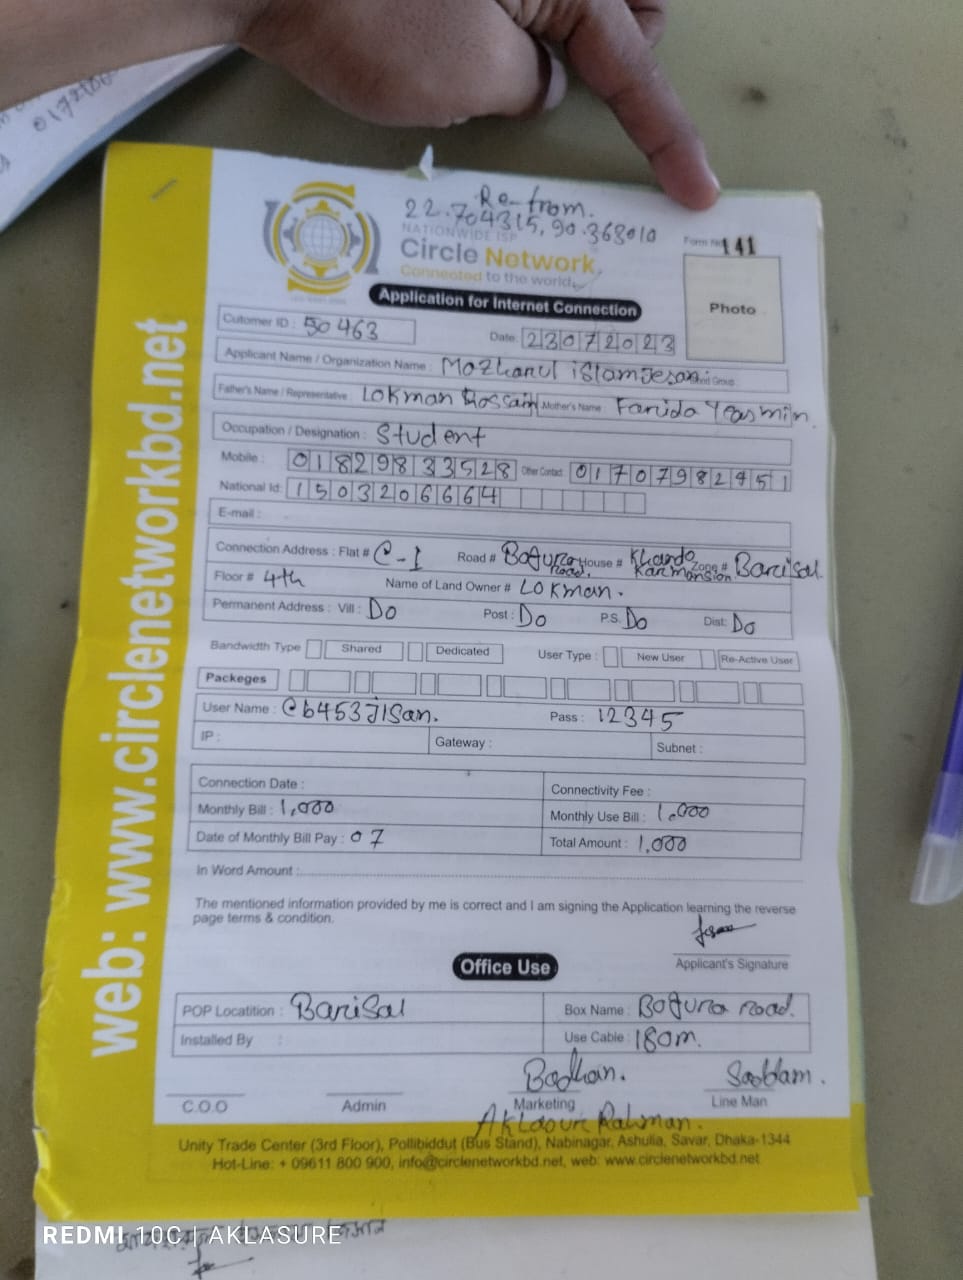 Re-from.
22.704315, 90.368010
NATIONWIDE ISP
Circle Network
Connected to the world
Form No 141
Application for Internet Connection
Photo
Cutomer ID : 50463
Date: 23072023
Applicant Name / Organization Name : Mazharul islam Jesan
Father's Name / Representative : Lokman Hossain Mother's Name : Farida Yeasmin.
Occupation / Designation : Student
Mobile : 01829833528 Other Contact: 01707982451
National Id: 1503206664
E-mail :
Connection Address : Flat # C-1 Road # Bogura Road. House # Khando Kar mansion Zone # Barisal.
Floor # 4th Name of Land Owner # Lokman.
Permanent Address : Vill : Do Post : Do P.S. Do Dist: Do
Bandwidth Type Shared Dedicated User Type : New User Re-Active User
Packeges
User Name : Cb453JISan. Pass : 12345
IP : Gateway : Subnet :
Connection Date : Connectivity Fee :
Monthly Bill : 1,000 Monthly Use Bill : 1,000
Date of Monthly Bill Pay : 07 Total Amount : 1,000
In Word Amount :
The mentioned information provided by me is correct and I am signing the Application learning the reverse
page terms & condition.
Applicant's Signature
Office Use
POP Locatition : Barisal Box Name : Bogura road.
Installed By : Use Cable : 180m.
Badhan. Saddam.
C.O.O Admin Marketing Line Man
Aklasur Rahman.
Unity Trade Center (3rd Floor), Pollibiddut (Bus Stand), Nabinagar, Ashulia, Savar, Dhaka-1344
Hot-Line: + 09611 800 900, info@circlenetworkbd.net, web: www.circlenetworkbd.net
web: www.circlenetworkbd.net
REDMI 10C | AKLASURE